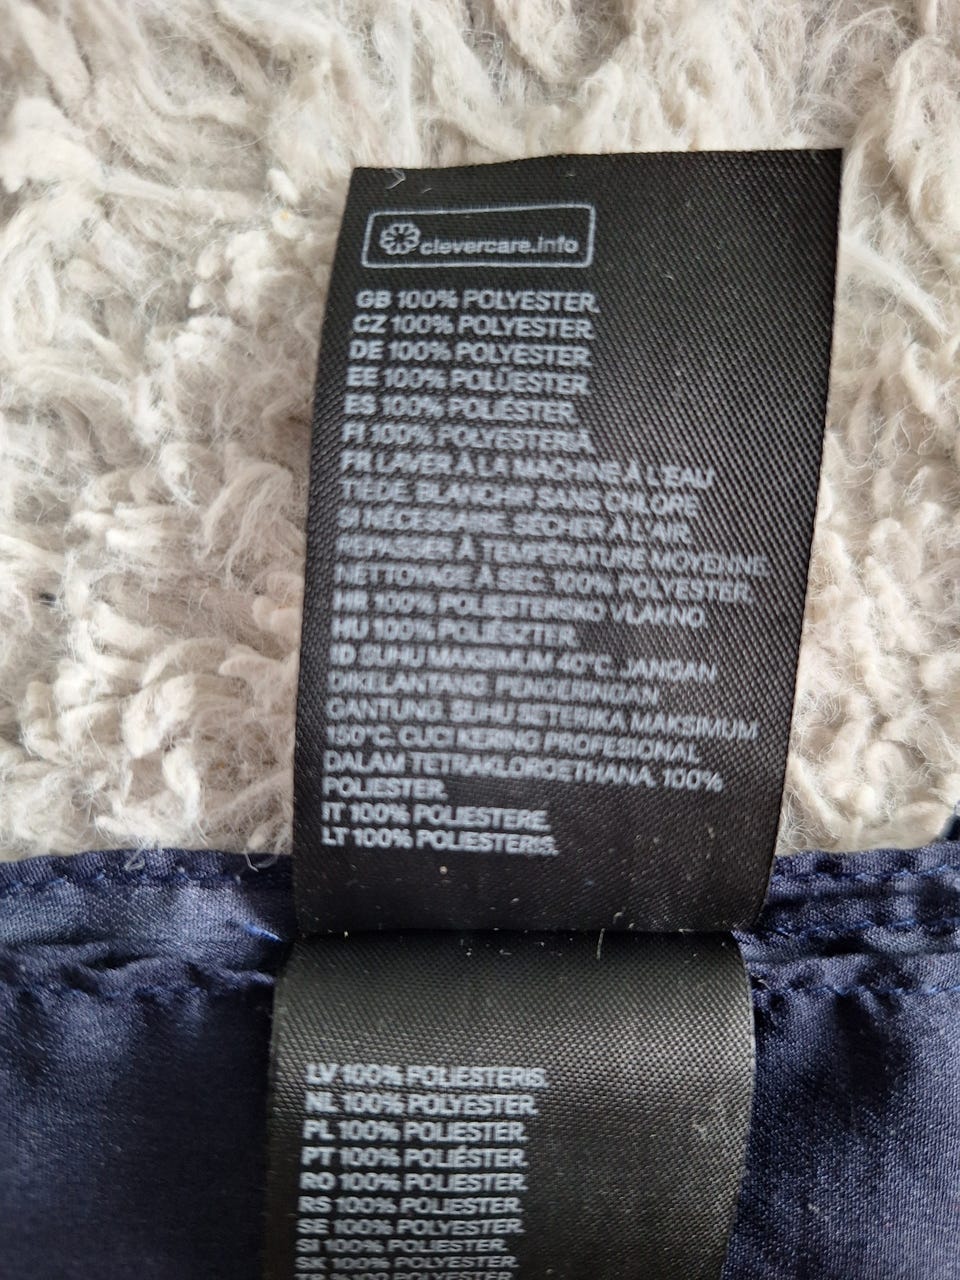 clevercare.info
GB 100% POLYESTER.
CZ 100% POLYESTER.
DE 100% POLYESTER.
EE 100% POLÜESTER.
ES 100% POLIÉSTER.
FI 100% POLYESTERIÄ.
FR LAVER À LA MACHINE À L'EAU
TIÈDE. BLANCHIR SANS CHLORE
SI NÉCESSAIRE. SÉCHER À L'AIR.
REPASSER À TEMPÉRATURE MOYENNE
NETTOYAGE À SEC. 100% POLYESTER.
HR 100% POLIESTERSKO VLAKNO
HU 100% POLIÉSZTER.
ID SUHU MAKSIMUM 40°C. JANGAN
DIKELANTANG. PENGERINGAN
GANTUNG. SUHU SETERIKA MAKSIMUM
150°C. CUCI KERING PROFESIONAL
DALAM TETRAKLOROETHANA. 100%
POLIESTER.
IT 100% POLIESTERE.
LT 100% POLIESTERIS.
LV 100% POLIESTERIS.
NL 100% POLYESTER.
PL 100% POLIESTER.
PT 100% POLIÉSTER.
RO 100% POLIESTER.
RS 100% POLIESTER.
SE 100% POLYESTER.
SI 100% POLIESTER.
SK 100% POLYESTER.
TR %100 POLIESTER.